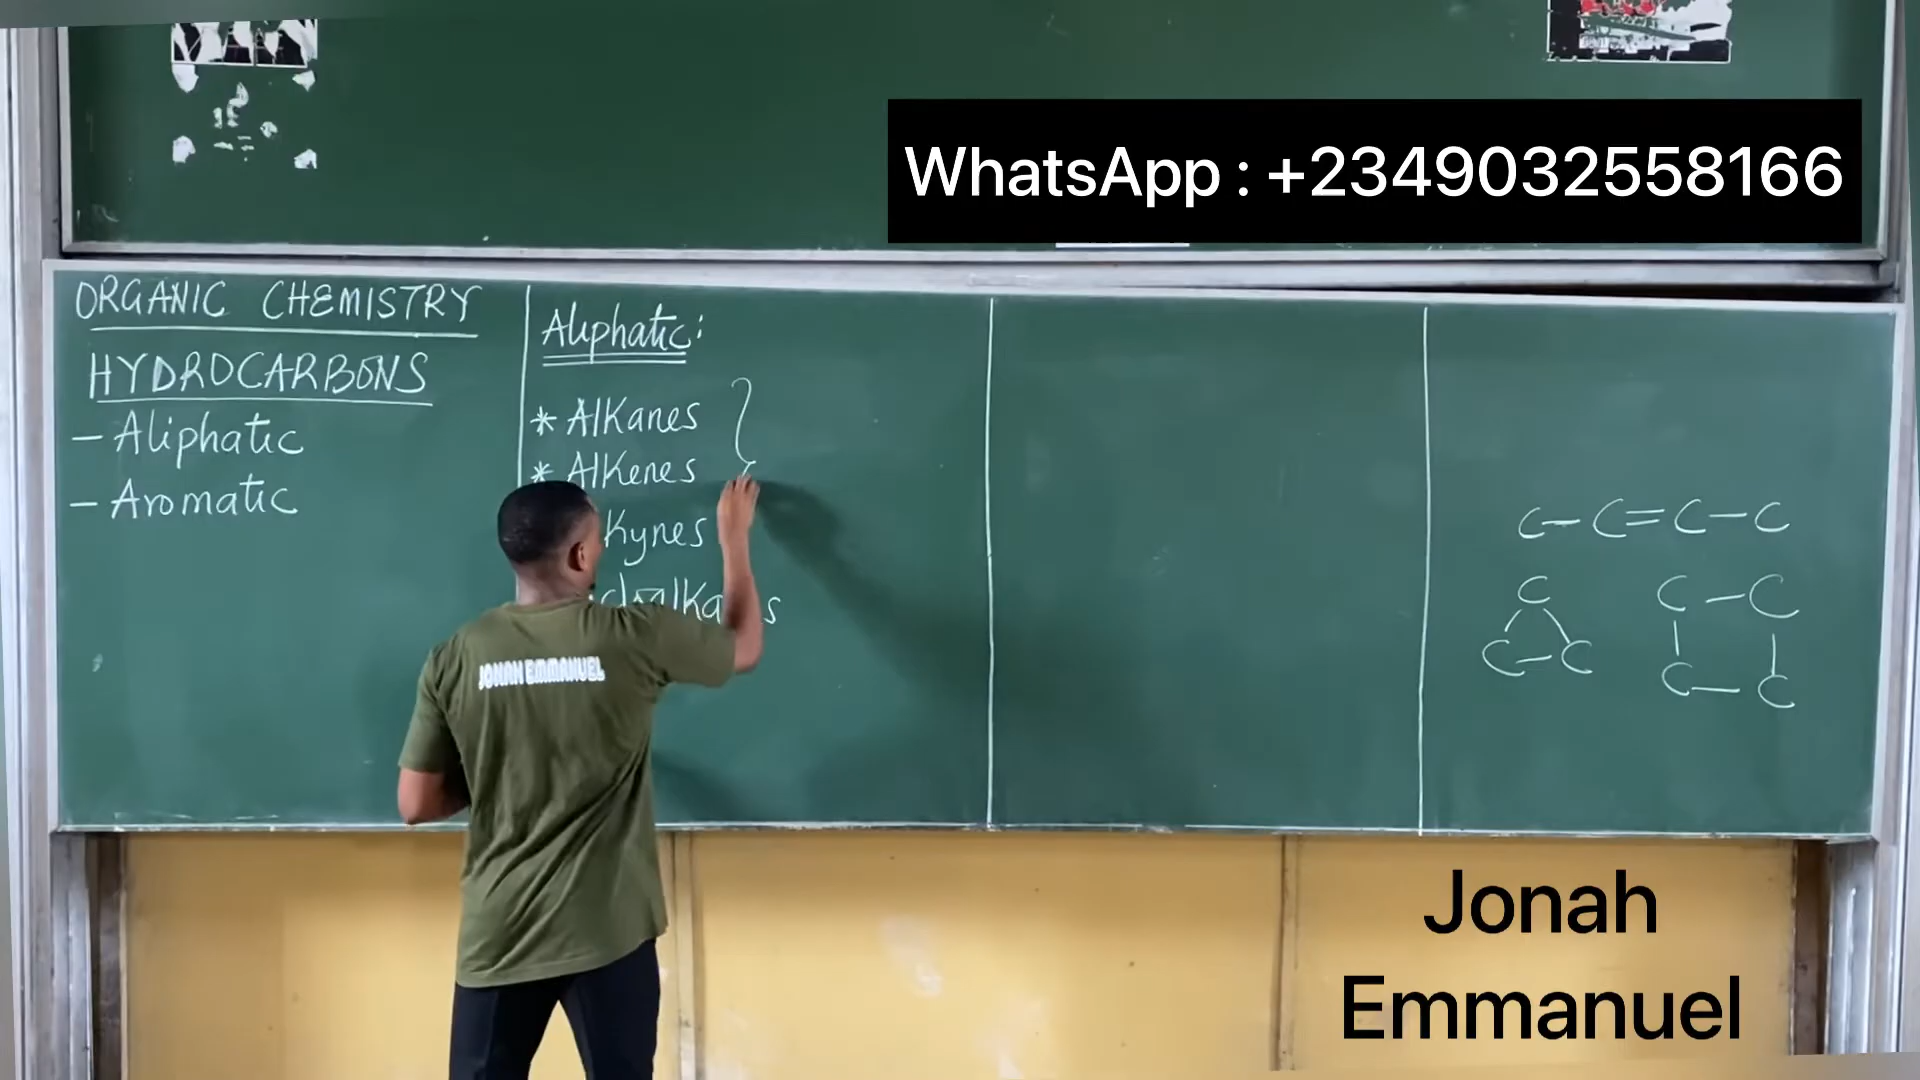 WhatsApp : +2349032558166
ORGANIC CHEMISTRY
HYDROCARBONS
- Aliphatic
- Aromatic
Aliphatic:
* Alkanes
* Alkenes
kynes
C - C = C - C
C
C - C
C - C
C - C
JONAH EMMANUEL
Jonah
Emmanuel